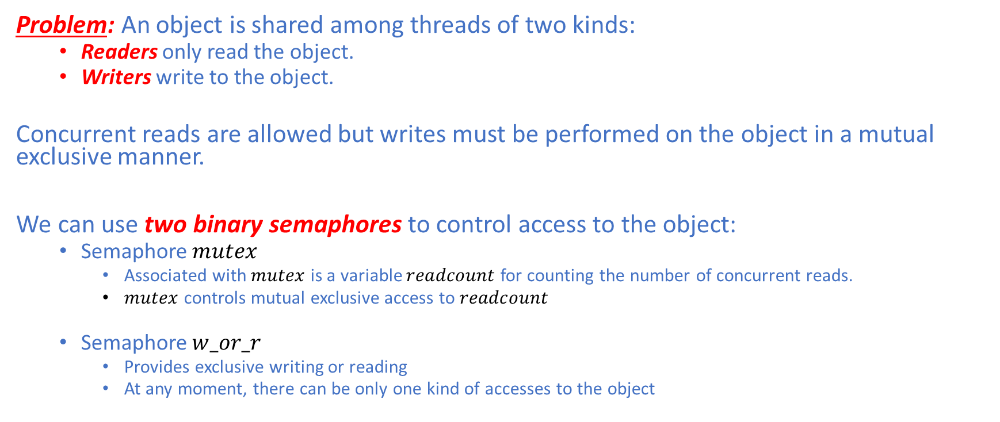 Problem: An object is shared among threads of two kinds:
• Readers only read the object.
• Writers write to the object.
Concurrent reads are allowed but writes must be performed on the object in a mutual
exclusive manner.
We can use two binary semaphores to control access to the object:
• Semaphore mutex
• Associated with mutex is a variable readcount for counting the number of concurrent reads.
• mutex controls mutual exclusive access to readcount
• Semaphore w_or_r
• Provides exclusive writing or reading
• At any moment, there can be only one kind of accesses to the object